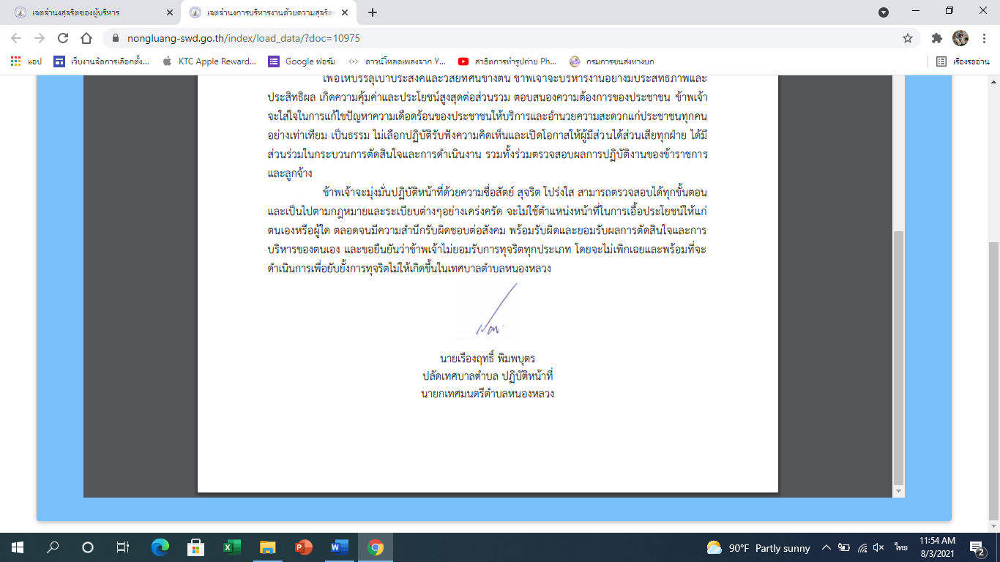 เจตจำนงสุจริตของผู้บริหาร
เจตจำนงการบริหารงานด้วยความสุจริต
nongluang-swd.go.th/index/load_data/?doc=10975
แอป
เว็บงานจัดการเลือกตั้ง...
KTC Apple Reward...
Google ฟอร์ม
ดาวน์โหลดเพลงจาก Y...
สาธิตการทำรูปถ่าย Ph...
กรมการขนส่งทางบก
เรื่องรออ่าน
เพื่อให้บรรลุเป้าประสงค์และวิสัยทัศน์ข้างต้น ข้าพเจ้าจะบริหารงานอย่างมีประสิทธิภาพและ
ประสิทธิผล เกิดความคุ้มค่าและประโยชน์สูงสุดต่อส่วนรวม ตอบสนองความต้องการของประชาชน ข้าพเจ้า
จะใส่ใจในการแก้ไขปัญหาความเดือดร้อนของประชาชนให้บริการและอำนวยความสะดวกแก่ประชาชนทุกคน
อย่างเท่าเทียม เป็นธรรม ไม่เลือกปฏิบัติรับฟังความคิดเห็นและเปิดโอกาสให้ผู้มีส่วนได้ส่วนเสียทุกฝ่าย ได้มี
ส่วนร่วมในกระบวนการตัดสินใจและการดำเนินงาน รวมทั้งร่วมตรวจสอบผลการปฏิบัติงานของข้าราชการ
และลูกจ้าง
ข้าพเจ้าจะมุ่งมั่นปฏิบัติหน้าที่ด้วยความซื่อสัตย์ สุจริต โปร่งใส สามารถตรวจสอบได้ทุกขั้นตอน
และเป็นไปตามกฎหมายและระเบียบต่างๆอย่างเคร่งครัด จะไม่ใช้ตำแหน่งหน้าที่ในการเอื้อประโยชน์ให้แก่
ตนเองหรือผู้ใด ตลอดจนมีความสำนึกรับผิดชอบต่อสังคม พร้อมรับผิดและยอมรับผลการตัดสินใจและการ
บริหารของตนเอง และขอยืนยันว่าข้าพเจ้าไม่ยอมรับการทุจริตทุกประเภท โดยจะไม่เพิกเฉยและพร้อมที่จะ
ดำเนินการเพื่อยับยั้งการทุจริตไม่ให้เกิดขึ้นในเทศบาลตำบลหนองหลวง
นายเรืองฤทธิ์ พิมพบุตร
ปลัดเทศบาลตำบล ปฏิบัติหน้าที่
นายกเทศมนตรีตำบลหนองหลวง
90°F Partly sunny
ไทย
11:54 AM
8/3/2021
2